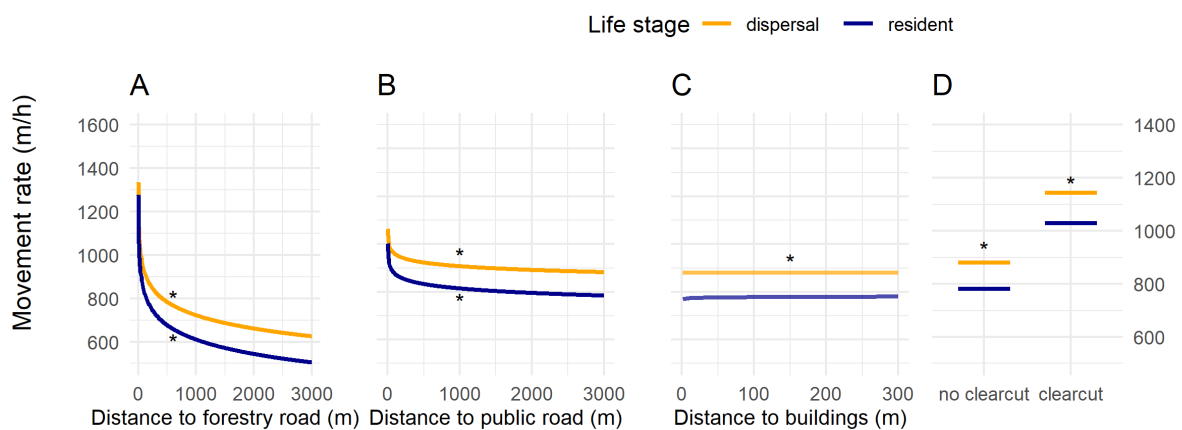 Life stage dispersal resident
A B C D
Movement rate (m/h)
1600
1400
1200
1000
800
600
*
*
*
*
*
*
*
1400
1200
1000
800
600
0 1000 2000 3000
0 1000 2000 3000
0 100 200 300
no clearcut clearcut
Distance to forestry road (m) Distance to public road (m) Distance to buildings (m)